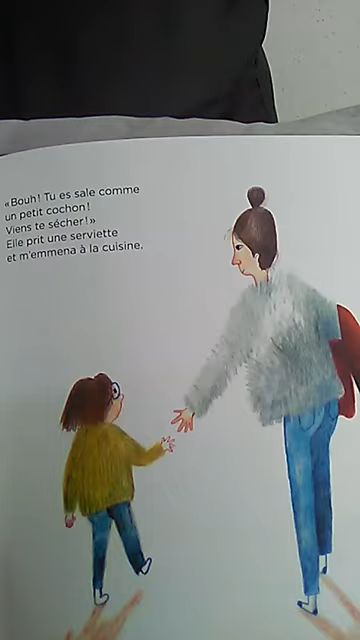 «Bouh! Tu es sale comme
un petit cochon!
Viens te sécher!»
Elle prit une serviette
et m'emmena à la cuisine.